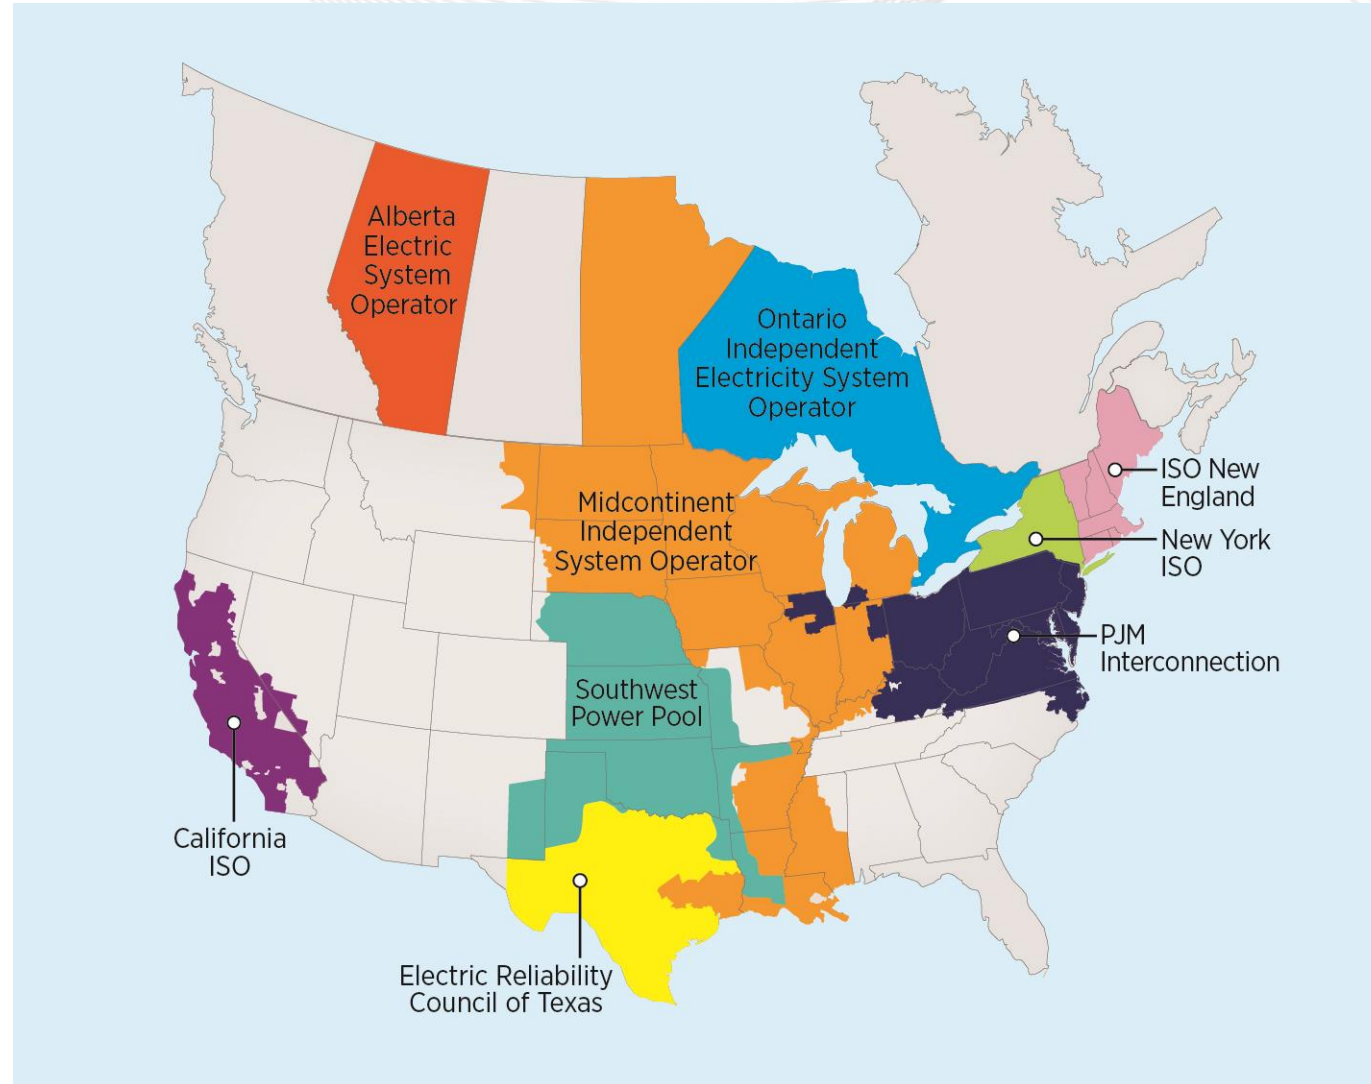 Alberta
Electric
System
Operator
Ontario
Independent
Electricity System
Operator
ISO New
England
Midcontinent
Independent
System Operator
New York
ISO
PJM
Interconnection
Southwest
Power Pool
California
ISO
Electric Reliability
Council of Texas